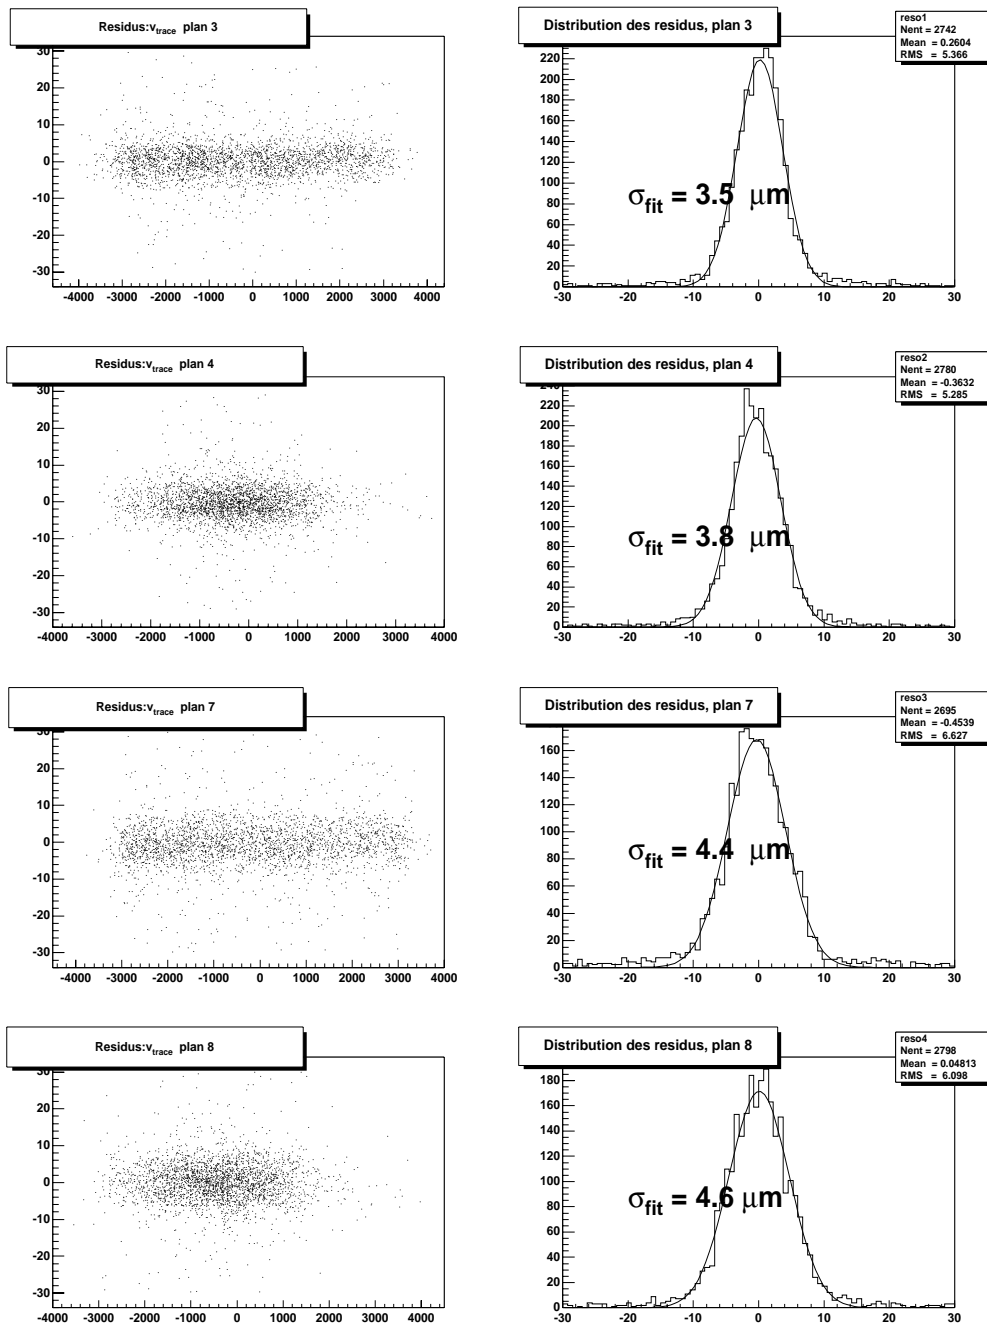 Residus:v_trace plan 3
30
20
10
0
-10
-20
-30
-4000 -3000 -2000 -1000 0 1000 2000 3000 4000
Distribution des residus, plan 3
reso1
Nent = 2742
Mean = 0.2604
RMS = 5.366
220
200
180
160
140
120
100
80
60
40
20
0
σ_fit = 3.5 μm
-30 -20 -10 0 10 20 30
Residus:v_trace plan 4
30
20
10
0
-10
-20
-30
-4000 -3000 -2000 -1000 0 1000 2000 3000 4000
Distribution des residus, plan 4
reso2
Nent = 2780
Mean = -0.3632
RMS = 5.285
240
220
200
180
160
140
120
100
80
60
40
20
0
σ_fit = 3.8 μm
-30 -20 -10 0 10 20 30
Residus:v_trace plan 7
30
20
10
0
-10
-20
-30
-4000 -3000 -2000 -1000 0 1000 2000 3000 4000
Distribution des residus, plan 7
reso3
Nent = 2695
Mean = -0.4539
RMS = 6.627
160
140
120
100
80
60
40
20
0
σ_fit = 4.4 μm
-30 -20 -10 0 10 20 30
Residus:v_trace plan 8
30
20
10
0
-10
-20
-30
-4000 -3000 -2000 -1000 0 1000 2000 3000 4000
Distribution des residus, plan 8
reso4
Nent = 2798
Mean = 0.04813
RMS = 6.098
180
160
140
120
100
80
60
40
20
0
σ_fit = 4.6 μm
-30 -20 -10 0 10 20 30